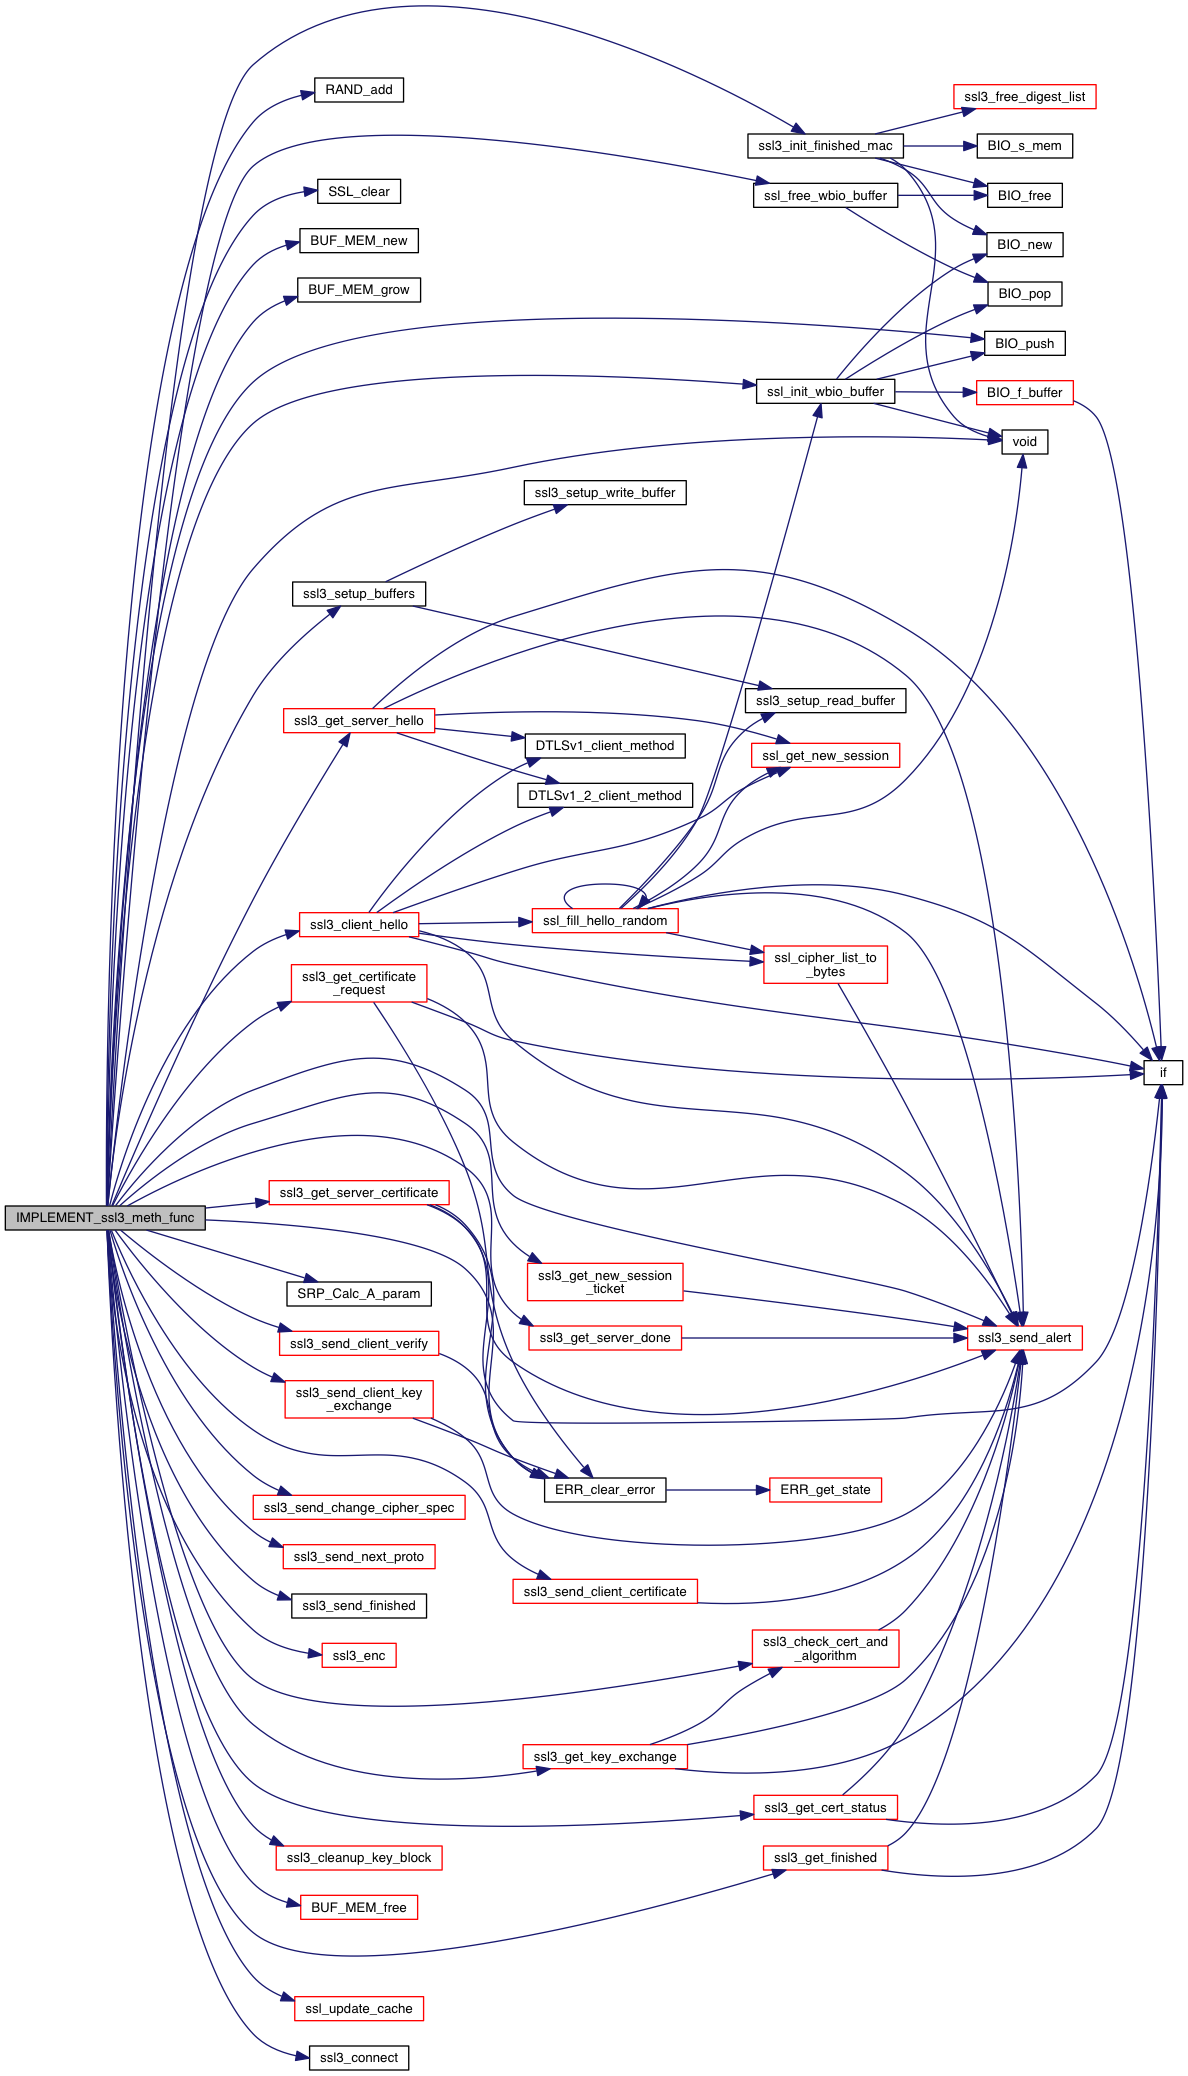 RAND_add
ssl3_free_digest_list
ssl3_init_finished_mac
BIO_s_mem
SSL_clear
ssl_free_wbio_buffer
BIO_free
BUF_MEM_new
BIO_new
BUF_MEM_grow
BIO_pop
BIO_push
ssl_init_wbio_buffer
BIO_f_buffer
void
ssl3_setup_write_buffer
ssl3_setup_buffers
ssl3_setup_read_buffer
ssl3_get_server_hello
DTLSv1_client_method
ssl_get_new_session
DTLSv1_2_client_method
ssl3_client_hello
ssl_fill_hello_random
ssl_cipher_list_to
_bytes
ssl3_get_certificate
_request
if
ssl3_get_server_certificate
IMPLEMENT_ssl3_meth_func
ssl3_get_new_session
_ticket
SRP_Calc_A_param
ssl3_send_client_verify
ssl3_get_server_done
ssl3_send_alert
ssl3_send_client_key
_exchange
ERR_clear_error
ERR_get_state
ssl3_send_change_cipher_spec
ssl3_send_next_proto
ssl3_send_client_certificate
ssl3_send_finished
ssl3_enc
ssl3_check_cert_and
_algorithm
ssl3_get_key_exchange
ssl3_get_cert_status
ssl3_cleanup_key_block
ssl3_get_finished
BUF_MEM_free
ssl_update_cache
ssl3_connect